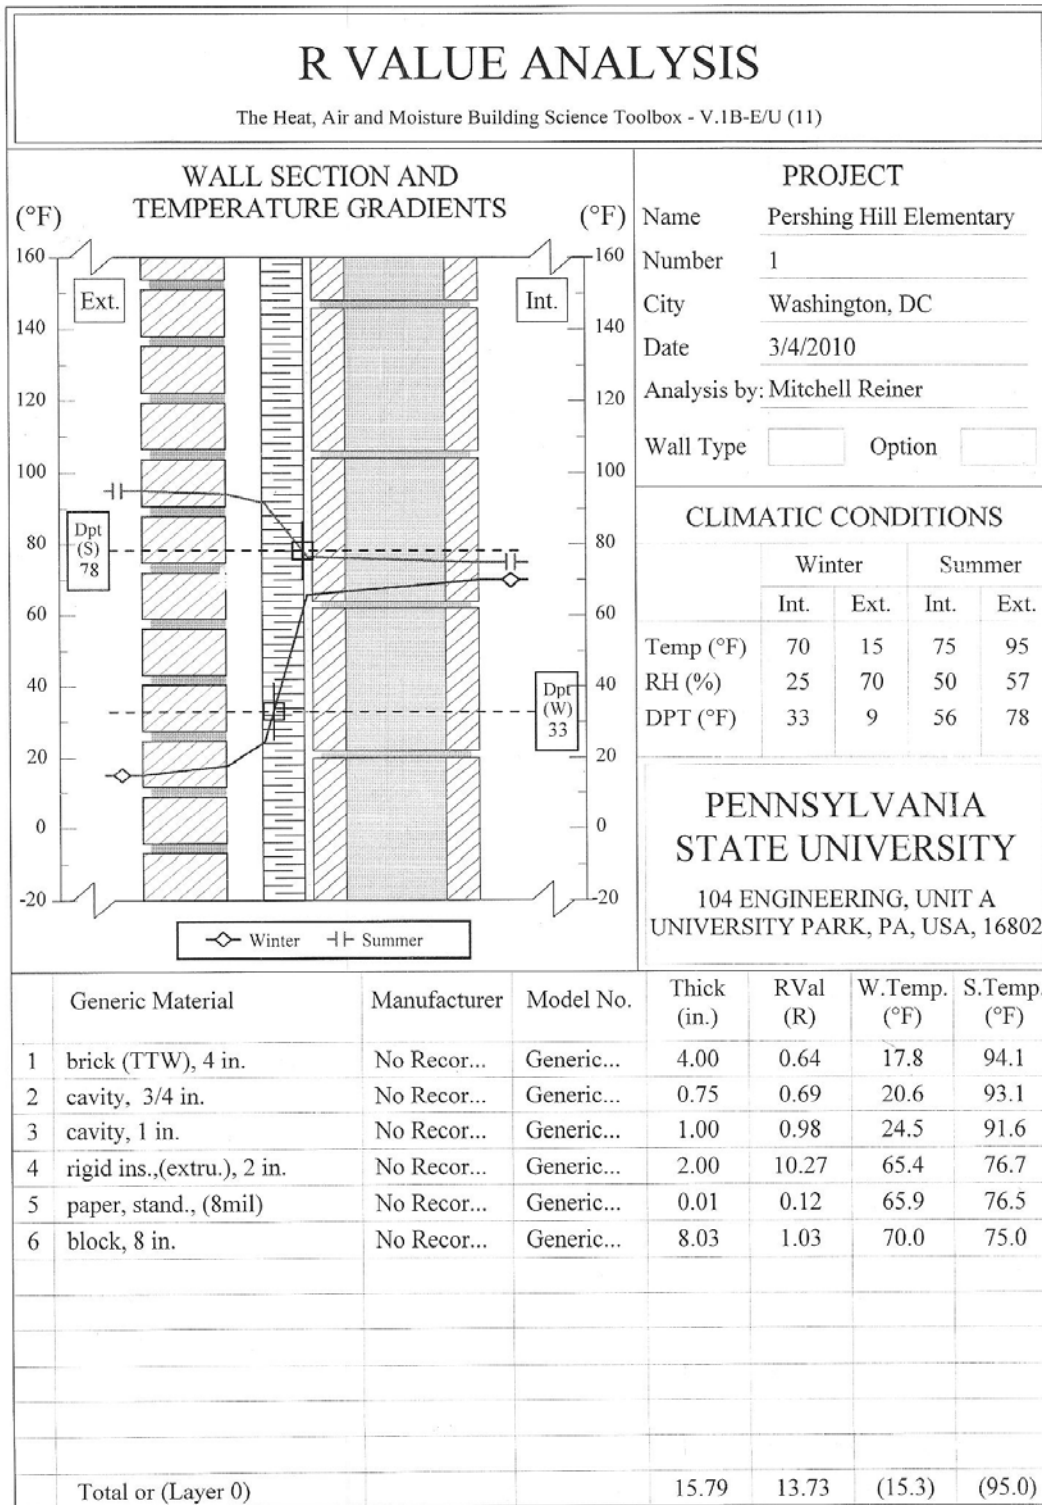 R VALUE ANALYSIS
The Heat, Air and Moisture Building Science Toolbox - V.1B-E/U (11)
WALL SECTION AND
TEMPERATURE GRADIENTS
(°F)
(°F)
160
140
120
100
80
60
40
20
0
-20
Ext.
Int.
160
140
120
100
80
60
40
20
0
-20
Dpt
(S)
78
Dpt
(W)
33
Winter Summer
PROJECT
Name Pershing Hill Elementary
Number 1
City Washington, DC
Date 3/4/2010
Analysis by: Mitchell Reiner
Wall Type Option
CLIMATIC CONDITIONS
Winter Summer
Int. Ext. Int. Ext.
Temp (°F) 70 15 75 95
RH (%) 25 70 50 57
DPT (°F) 33 9 56 78
PENNSYLVANIA
STATE UNIVERSITY
104 ENGINEERING, UNIT A
UNIVERSITY PARK, PA, USA, 16802
Generic Material Manufacturer Model No. Thick (in.) RVal (R) W.Temp. (°F) S.Temp. (°F)
1 brick (TTW), 4 in. No Recor... Generic... 4.00 0.64 17.8 94.1
2 cavity, 3/4 in. No Recor... Generic... 0.75 0.69 20.6 93.1
3 cavity, 1 in. No Recor... Generic... 1.00 0.98 24.5 91.6
4 rigid ins.,(extru.), 2 in. No Recor... Generic... 2.00 10.27 65.4 76.7
5 paper, stand., (8mil) No Recor... Generic... 0.01 0.12 65.9 76.5
6 block, 8 in. No Recor... Generic... 8.03 1.03 70.0 75.0
Total or (Layer 0) 15.79 13.73 (15.3) (95.0)